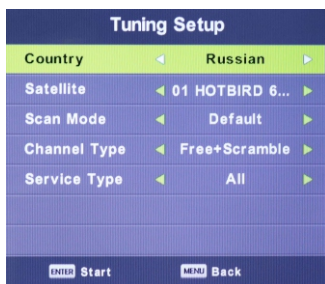 Tuning Setup
Country Russian
Satellite 01 HOTBIRD 6...
Scan Mode Default
Channel Type Free+Scramble
Service Type All
ENTER Start MENU Back